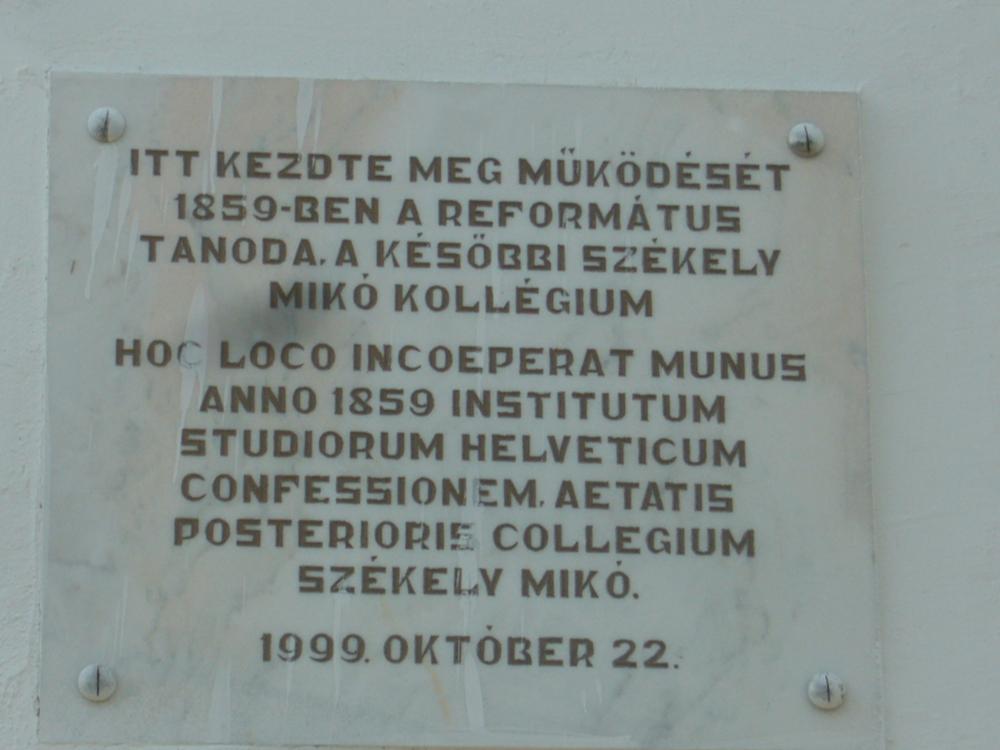 ITT KEZDTE MEG MŰKÖDÉSÉT
1859-BEN A REFORMÁTUS
TANODA, A KÉSŐBBI SZÉKELY
MIKÓ KOLLÉGIUM
HOC LOCO INCOEPERAT MUNUS
ANNO 1859 INSTITUTUM
STUDIORUM HELVETICUM
CONFESSIONEM, AETATIS
POSTERIORIS COLLEGIUM
SZÉKELY MIKÓ.
1999. OKTÓBER 22.